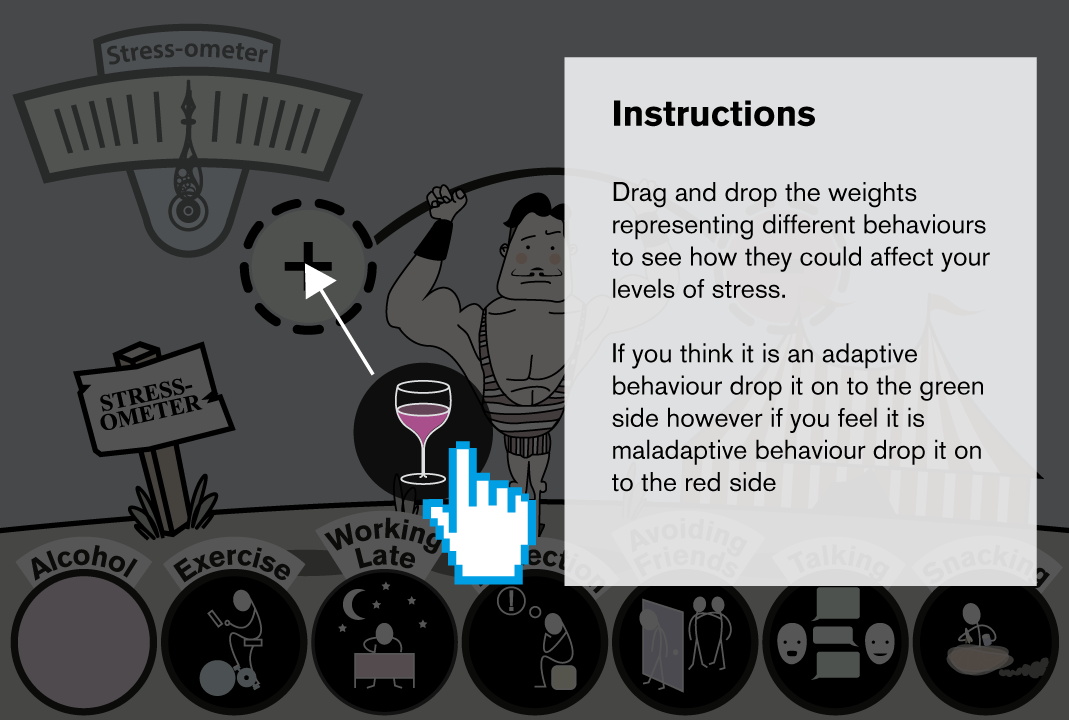 Stress-ometer
Instructions
Drag and drop the weights
representing different behaviours
to see how they could affect your
levels of stress.
If you think it is an adaptive
behaviour drop it on to the green
side however if you feel it is
maladaptive behaviour drop it on
to the red side
STRESS-
OMETER
Alcohol
Exercise
Working
Late
Avoiding
Friends
Talking
Snacking